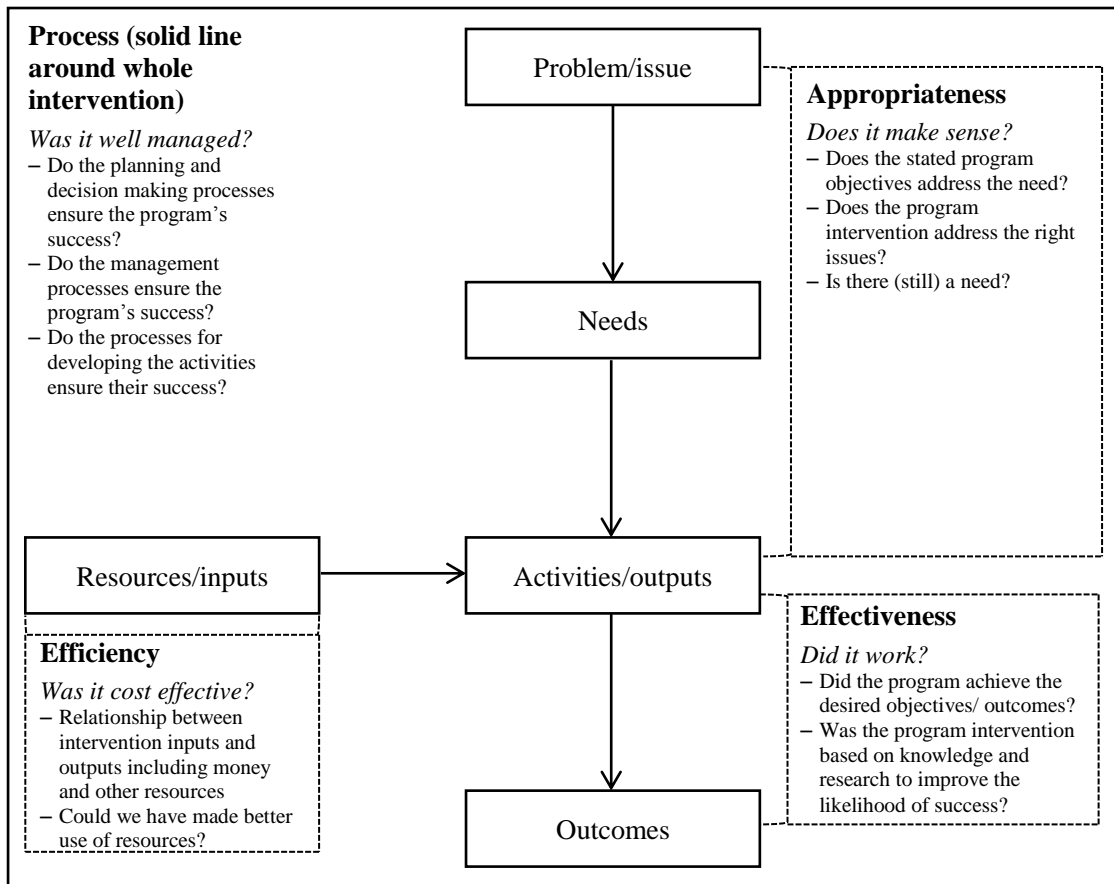 Process (solid line
around whole
intervention)
Was it well managed?
– Do the planning and
decision making processes
ensure the program’s
success?
– Do the management
processes ensure the
program’s success?
– Do the processes for
developing the activities
ensure their success?
Problem/issue
Appropriateness
Does it make sense?
– Does the stated program
objectives address the need?
– Does the program
intervention address the right
issues?
– Is there (still) a need?
Needs
Resources/inputs
Activities/outputs
Efficiency
Was it cost effective?
– Relationship between
intervention inputs and
outputs including money
and other resources
– Could we have made better
use of resources?
Effectiveness
Did it work?
– Did the program achieve the
desired objectives/ outcomes?
– Was the program intervention
based on knowledge and
research to improve the
likelihood of success?
Outcomes